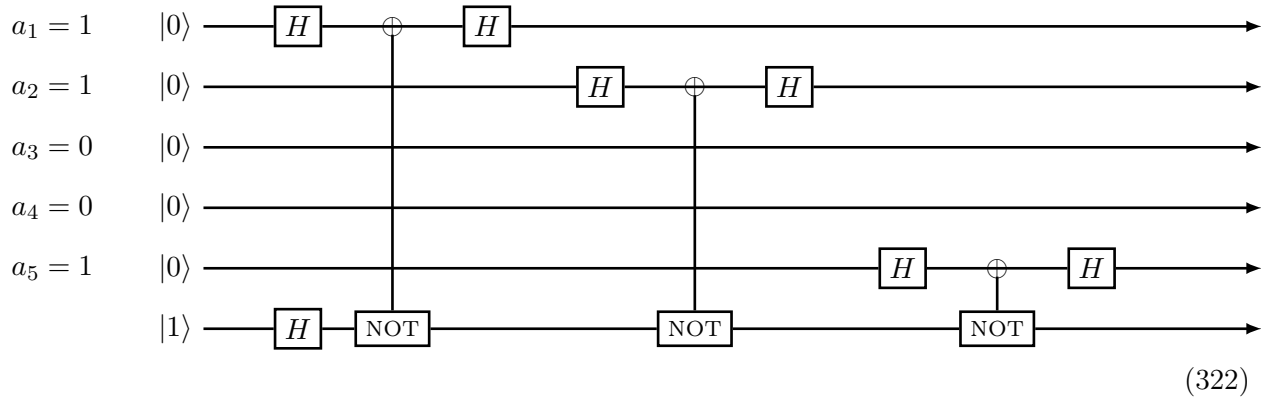 a₁ = 1 |0⟩ H H
a₂ = 1 |0⟩ H H
a₃ = 0 |0⟩
a₄ = 0 |0⟩
a₅ = 1 |0⟩ H H
|1⟩ H NOT NOT NOT
(322)